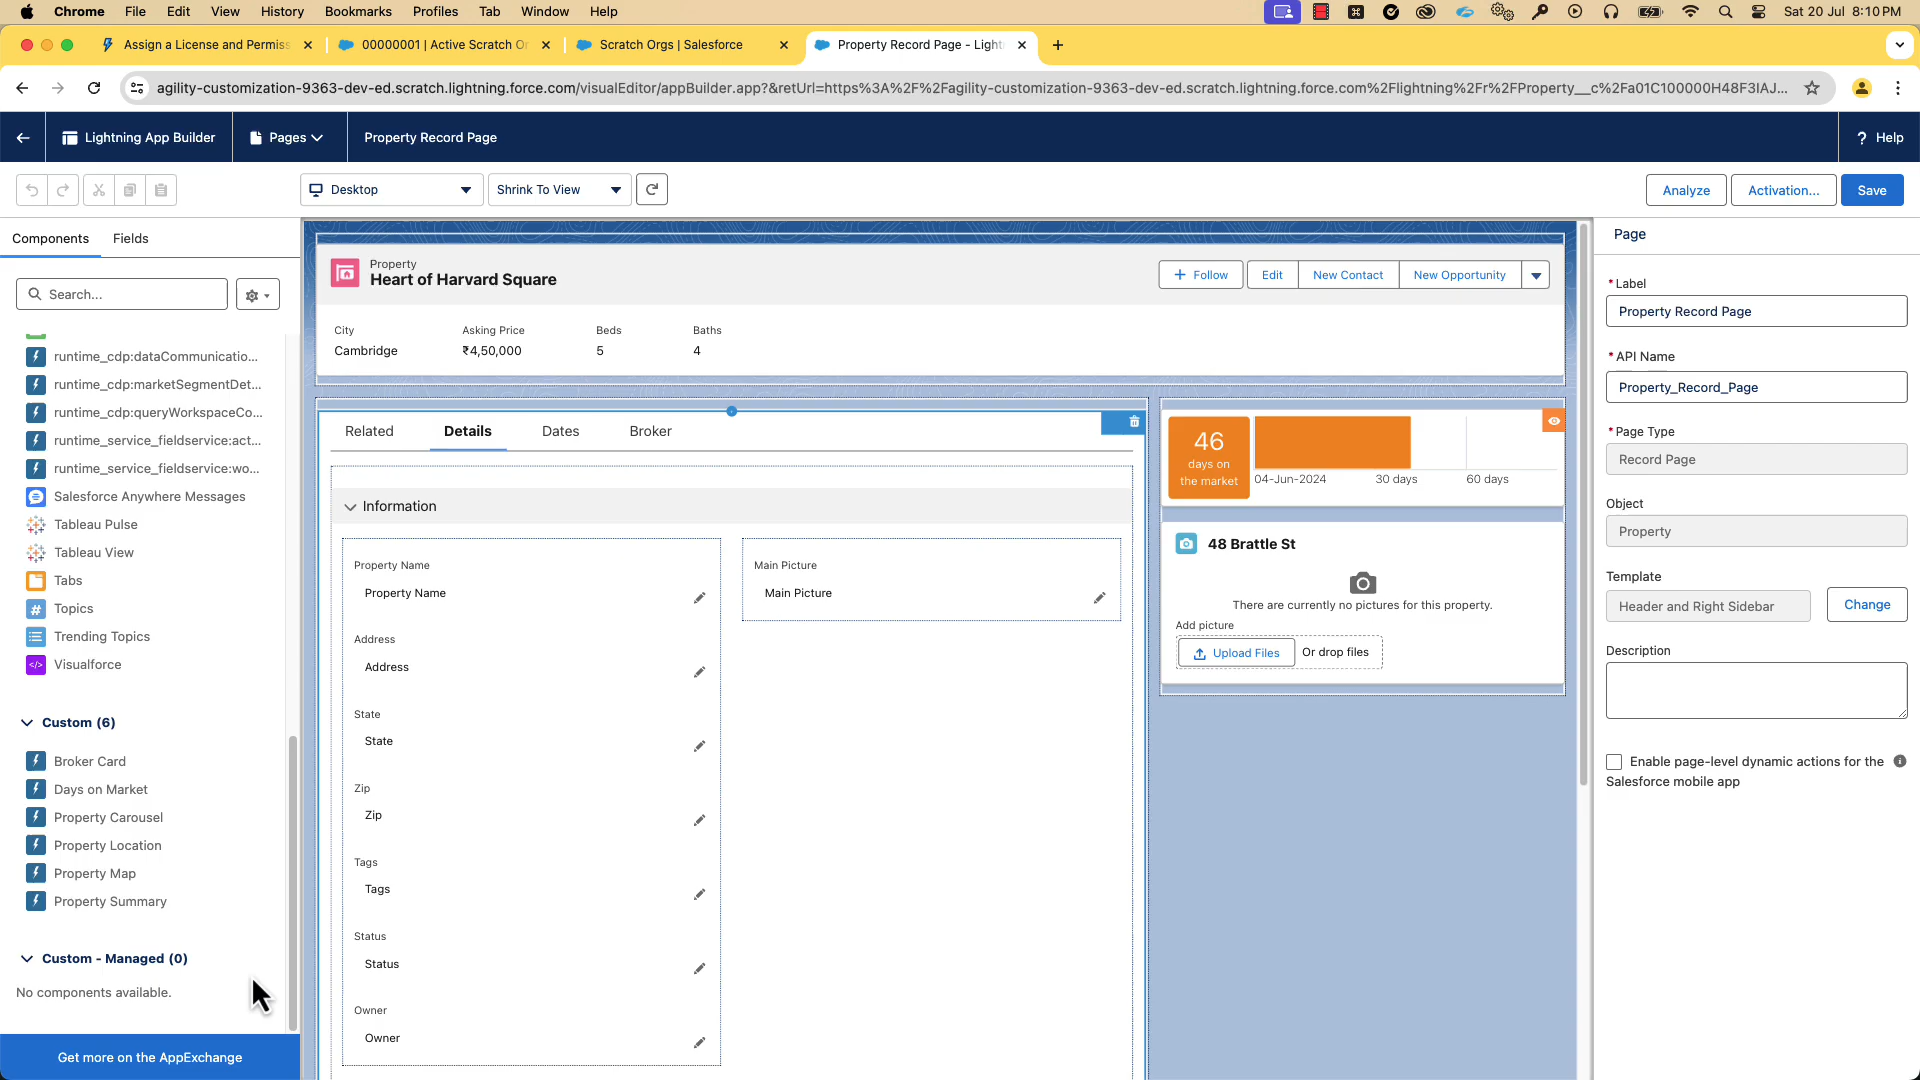 Chrome File Edit View History Bookmarks Profiles Tab Window Help Sat 20 Jul 8:10 PM
Assign a License and Permiss 00000001 | Active Scratch Or Scratch Orgs | Salesforce Property Record Page - Light
agility-customization-9363-dev-ed.scratch.lightning.force.com/visualEditor/appBuilder.app?&retUrl=https%3A%2F%2Fagility-customization-9363-dev-ed.scratch.lightning.force.com%2Flightning%2Fr%2FProperty__c%2Fa01C100000H48F3IAJ...
Lightning App Builder Pages Property Record Page ? Help
Desktop Shrink To View Analyze Activation... Save
Components Fields
Search...
runtime_cdp:dataCommunicatio...
runtime_cdp:marketSegmentDet...
runtime_cdp:queryWorkspaceCo...
runtime_service_fieldservice:act...
runtime_service_fieldservice:wo...
Salesforce Anywhere Messages
Tableau Pulse
Tableau View
Tabs
Topics
Trending Topics
Visualforce
Custom (6)
Broker Card
Days on Market
Property Carousel
Property Location
Property Map
Property Summary
Custom - Managed (0)
No components available.
Get more on the AppExchange
Property
Heart of Harvard Square
+ Follow Edit New Contact New Opportunity
City Asking Price Beds Baths
Cambridge ₹4,50,000 5 4
Related Details Dates Broker
Information
Property Name
Property Name
Address
Address
State
State
Zip
Zip
Tags
Tags
Status
Status
Owner
Owner
Main Picture
Main Picture
46
days on
the market
04-Jun-2024 30 days 60 days
48 Brattle St
There are currently no pictures for this property.
Add picture
Upload Files Or drop files
Page
* Label
Property Record Page
* API Name
Property_Record_Page
* Page Type
Record Page
Object
Property
Template
Header and Right Sidebar Change
Description
Enable page-level dynamic actions for the
Salesforce mobile app